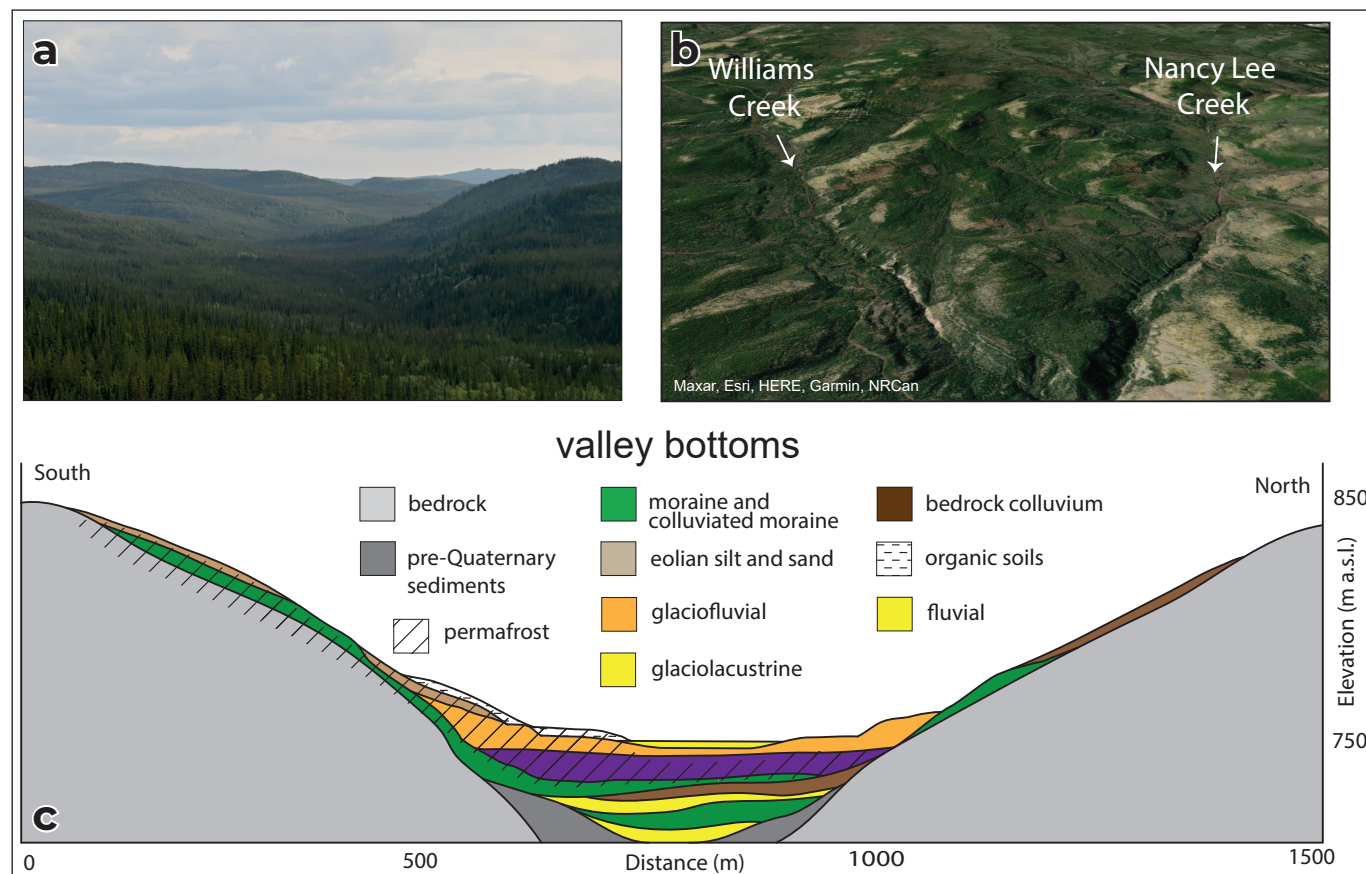 a
b
Williams
Creek
Nancy Lee
Creek
Maxar, Esri, HERE, Garmin, NRCan
valley bottoms
South
North
bedrock
pre-Quaternary
sediments
permafrost
moraine and
colluviated moraine
eolian silt and sand
glaciofluvial
glaciolacustrine
bedrock colluvium
organic soils
fluvial
850
750
Elevation (m a.s.l.)
c
0
500
Distance (m)
1000
1500